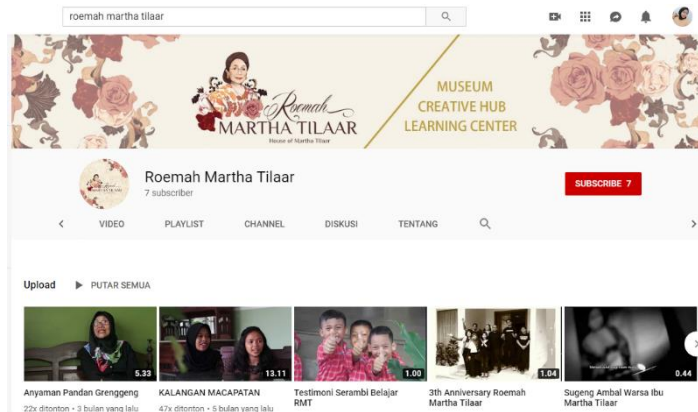 roemah martha tilaar
Roemah
MARTHA TILAAR
House of Martha Tilaar
MUSEUM
CREATIVE HUB
LEARNING CENTER
Roemah Martha Tilaar
7 subscriber
SUBSCRIBE 7
VIDEO PLAYLIST CHANNEL DISKUSI TENTANG
Upload PUTAR SEMUA
5.33 13.11 1.00 1.04 0.44
Anyaman Pandan Grenggeng KALANGAN MACAPATAN Testimoni Serambi Belajar 3th Anniversary Roemah Sugeng Ambal Warsa Ibu
RMT Martha Tilaar Martha Tilaar
22x ditonton • 3 bulan yang lalu 47x ditonton • 5 bulan yang lalu